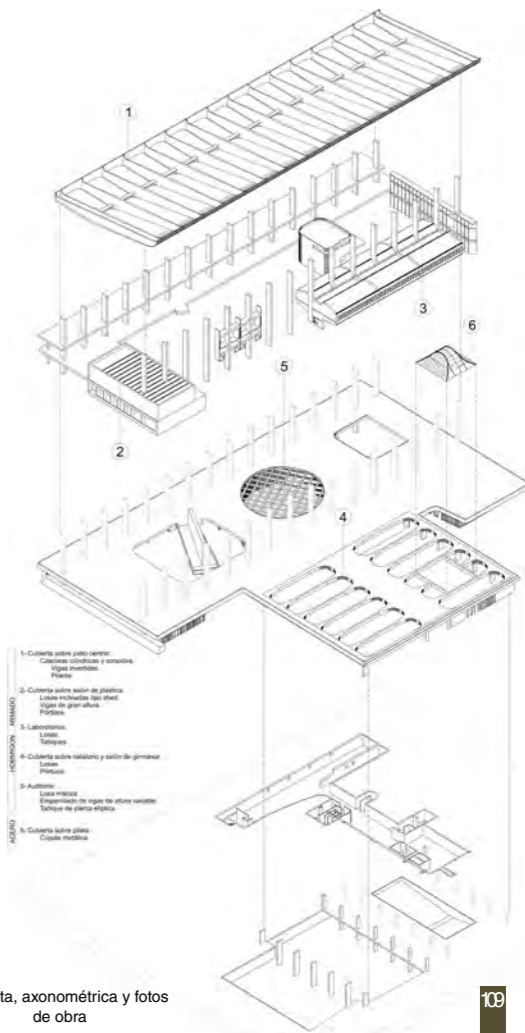 1
3
6
5
2
4
1- Cubierta sobre patio central:
Cáscaras cilíndricas y consolas.
Vigas invertidas
Pilares
2- Cubierta sobre salón de plástica
Losas inclinadas tipo shed
Vigas de gran altura
Pórticos
3- Laboratorios:
Losas
Tabiques
4- Cubierta sobre natatorio y salón de gimnasia
Losas
Pórticos
5- Auditorio:
Losa maciza
Emparrillado de vigas de altura variable
Tabique de planta elíptica
6- Cubierta sobre pileta:
Cúpula metálica
HORMIGON ARMADO
ACERO
ta, axonométrica y fotos
de obra
109